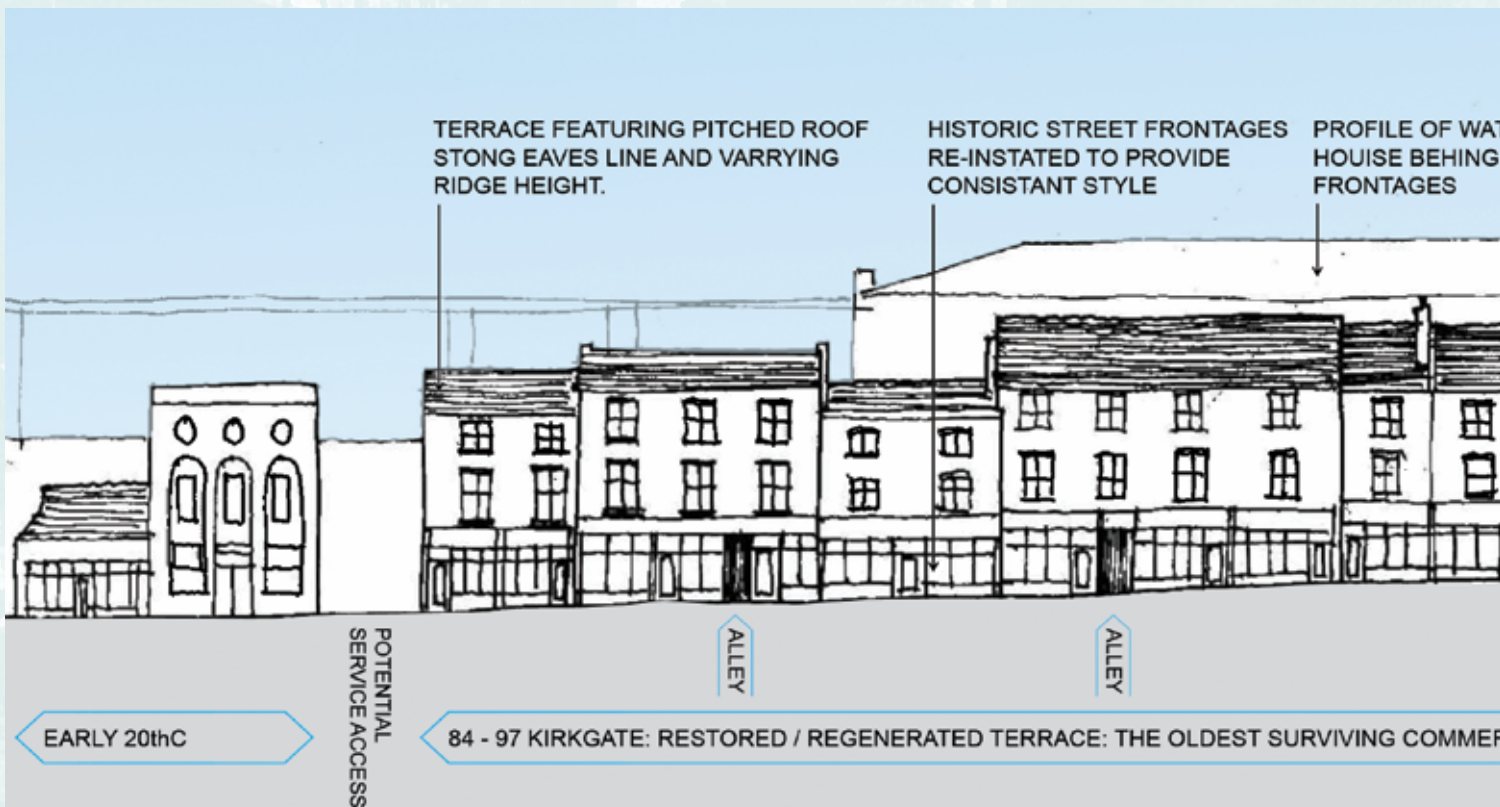 TERRACE FEATURING PITCHED ROOF
STONG EAVES LINE AND VARRYING
RIDGE HEIGHT.
HISTORIC STREET FRONTAGES
RE-INSTATED TO PROVIDE
CONSISTANT STYLE
PROFILE OF WAT
HOUISE BEHING
FRONTAGES
POTENTIAL
SERVICE ACCESS
ALLEY
ALLEY
EARLY 20thC
84 - 97 KIRKGATE: RESTORED / REGENERATED TERRACE: THE OLDEST SURVIVING COMMER